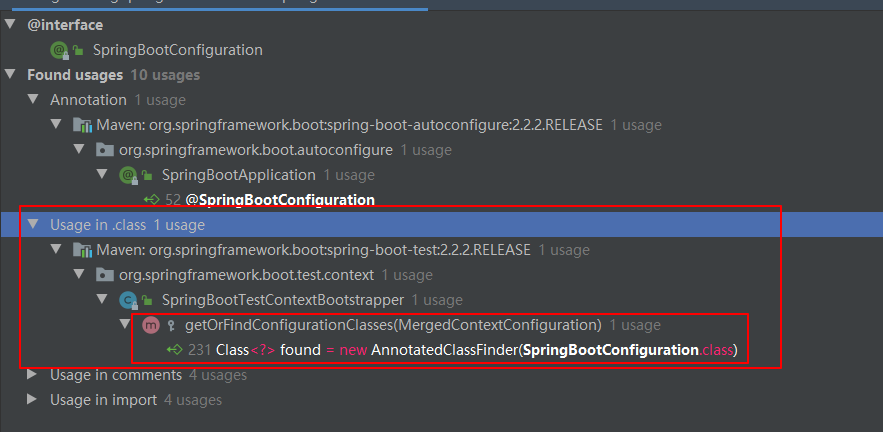 @interface
SpringBootConfiguration
Found usages 10 usages
Annotation 1 usage
Maven: org.springframework.boot:spring-boot-autoconfigure:2.2.2.RELEASE 1 usage
org.springframework.boot.autoconfigure 1 usage
SpringBootApplication 1 usage
52 @SpringBootConfiguration
Usage in .class 1 usage
Maven: org.springframework.boot:spring-boot-test:2.2.2.RELEASE 1 usage
org.springframework.boot.test.context 1 usage
SpringBootTestContextBootstrapper 1 usage
getOrFindConfigurationClasses(MergedContextConfiguration) 1 usage
231 Class<?> found = new AnnotatedClassFinder(SpringBootConfiguration.class)
Usage in comments 4 usages
Usage in import 4 usages